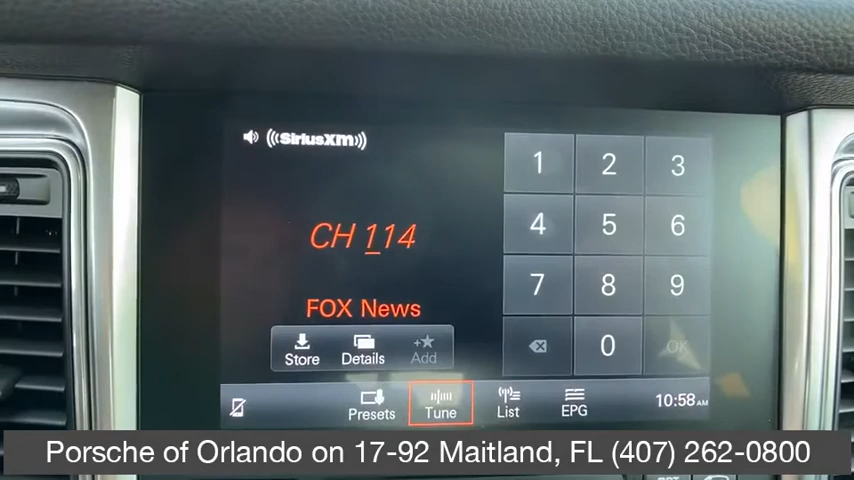 SiriusXM
CH 114
FOX News
1 2 3
4 5 6
7 8 9
0 OK
Store Details Add
Presets Tune List EPG 10:58 AM
Porsche of Orlando on 17-92 Maitland, FL (407) 262-0800